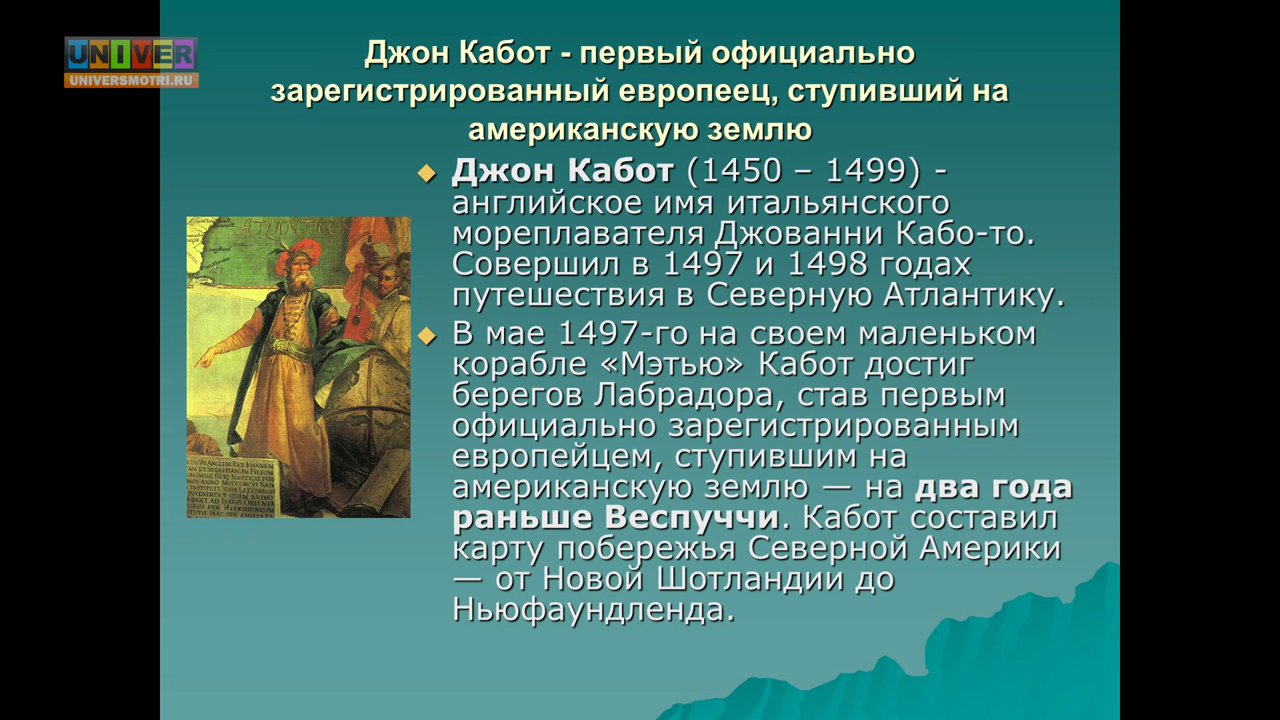 UNIVER
UNIVERSMOTRI.RU
Джон Кабот - первый официально
зарегистрированный европеец, ступивший на
американскую землю
Джон Кабот (1450 – 1499) -
английское имя итальянского
мореплавателя Джованни Кабо-то.
Совершил в 1497 и 1498 годах
путешествия в Северную Атлантику.
В мае 1497-го на своем маленьком
корабле «Мэтью» Кабот достиг
берегов Лабрадора, став первым
официально зарегистрированным
европейцем, ступившим на
американскую землю — на два года
раньше Веспуччи. Кабот составил
карту побережья Северной Америки
— от Новой Шотландии до
Ньюфаундленда.